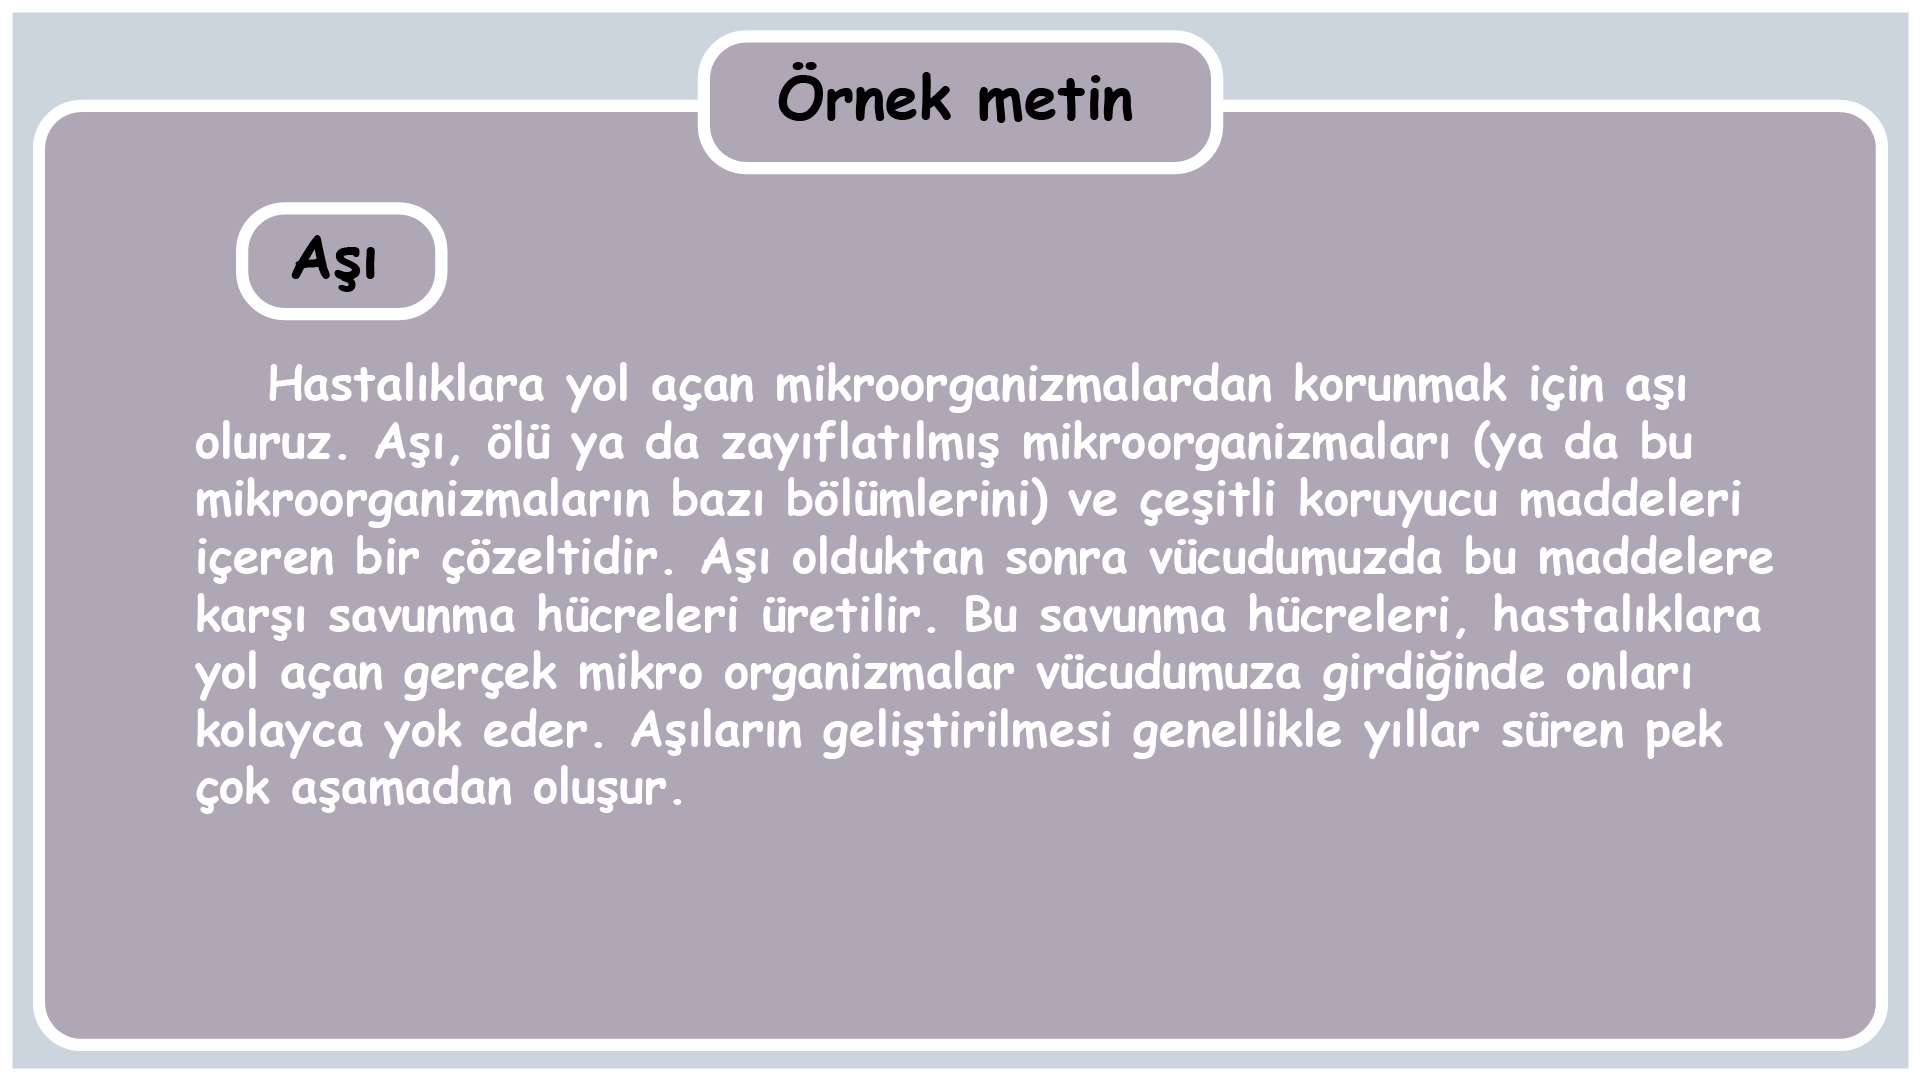 Örnek metin
Aşı
Hastalıklara yol açan mikroorganizmalardan korunmak için aşı
oluruz. Aşı, ölü ya da zayıflatılmış mikroorganizmaları (ya da bu
mikroorganizmaların bazı bölümlerini) ve çeşitli koruyucu maddeleri
içeren bir çözeltidir. Aşı olduktan sonra vücudumuzda bu maddelere
karşı savunma hücreleri üretilir. Bu savunma hücreleri, hastalıklara
yol açan gerçek mikro organizmalar vücudumuza girdiğinde onları
kolayca yok eder. Aşıların geliştirilmesi genellikle yıllar süren pek
çok aşamadan oluşur.